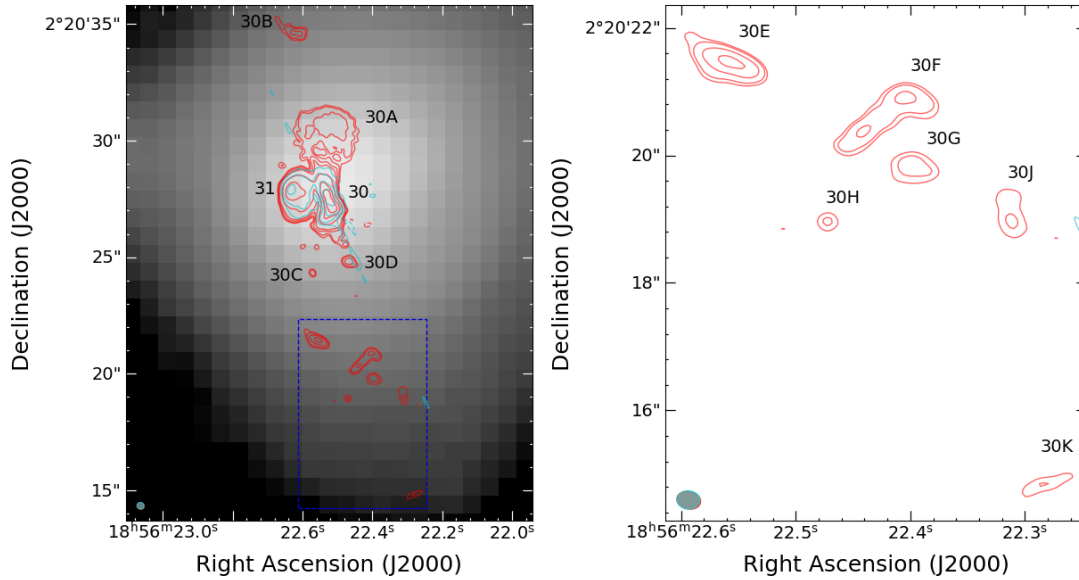 2°20'35"
30"
25"
20"
15"
Declination (J2000)
30B
30A
31
30
30C
30D
18ʰ56ᵐ23.0ˢ
22.6ˢ
22.4ˢ
22.2ˢ
22.0ˢ
Right Ascension (J2000)
2°20'22"
20"
18"
16"
Declination (J2000)
30E
30F
30G
30J
30H
30K
18ʰ56ᵐ22.6ˢ
22.5ˢ
22.4ˢ
22.3ˢ
Right Ascension (J2000)